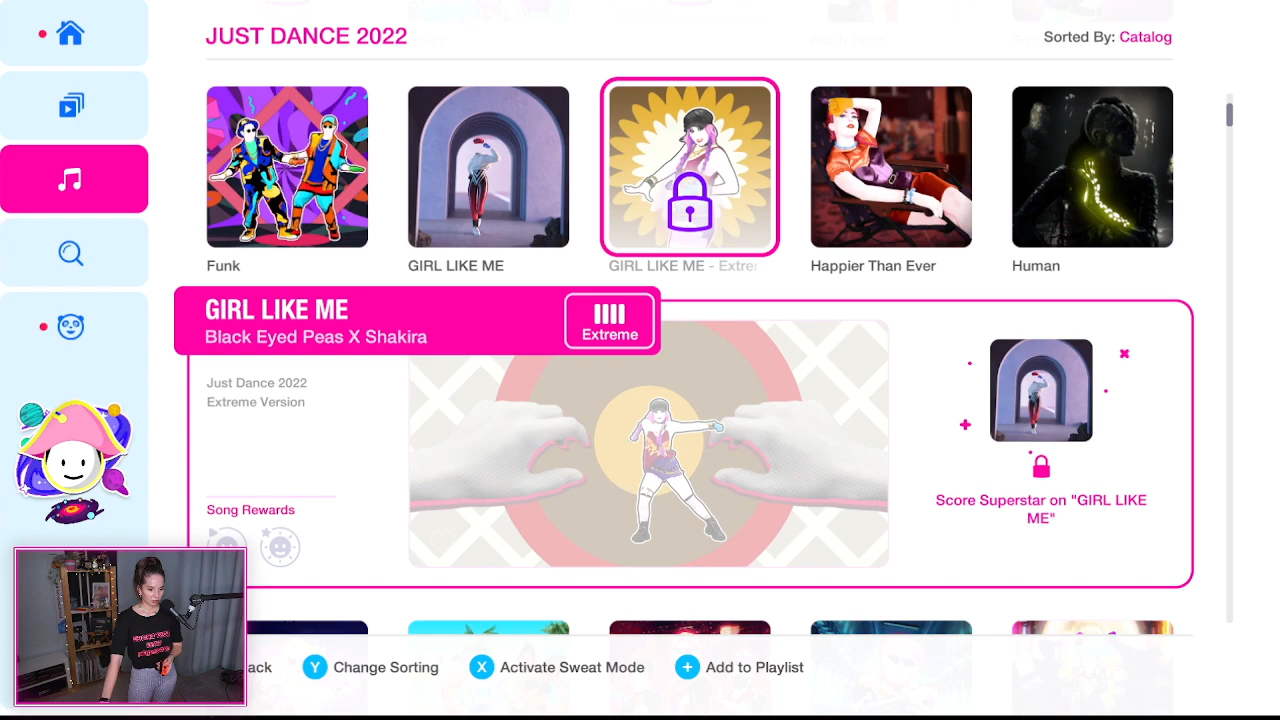 JUST DANCE 2022
Sorted By: Catalog
Funk
GIRL LIKE ME
GIRL LIKE ME - Extre
Happier Than Ever
Human
GIRL LIKE ME
Black Eyed Peas X Shakira
Extreme
Just Dance 2022
Extreme Version
Score Superstar on "GIRL LIKE
ME"
Song Rewards
ack
Y Change Sorting
X Activate Sweat Mode
+ Add to Playlist